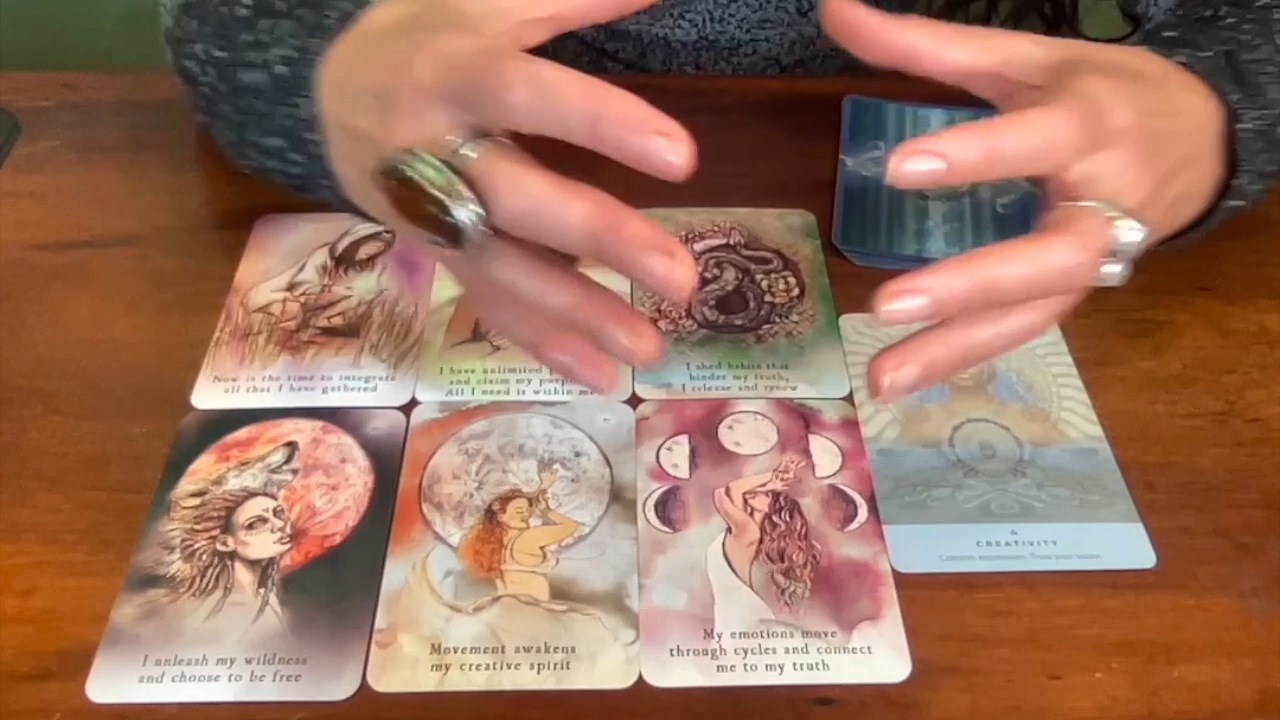 Now is the time to integrate
all that I have gathered
I have unlimited
and claim my
All I need is within me
I shed habits that
hinder my truth,
I release and renew
I unleash my wildness
and choose to be free
Movement awakens
my creative spirit
My emotions move
through cycles and connect
me to my truth
CREATIVITY